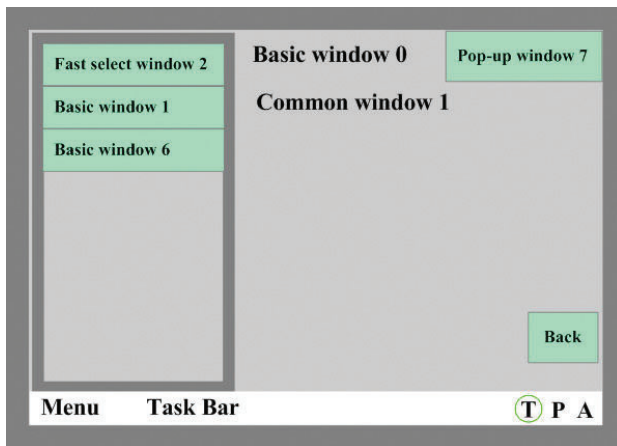 Fast select window 2
Basic window 1
Basic window 6
Basic window 0
Pop-up window 7
Common window 1
Back
Menu Task Bar T P A